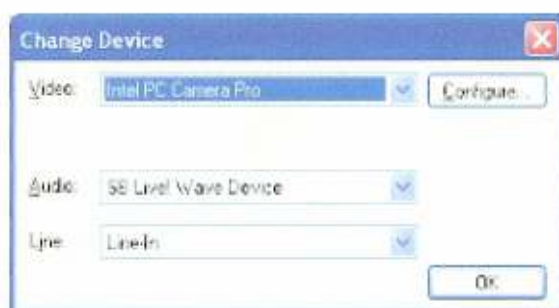 Change Device
Video: Intel PC Camera Pro Configure...
Audio: SB Live! Wave Device
Line: Line-In
OK